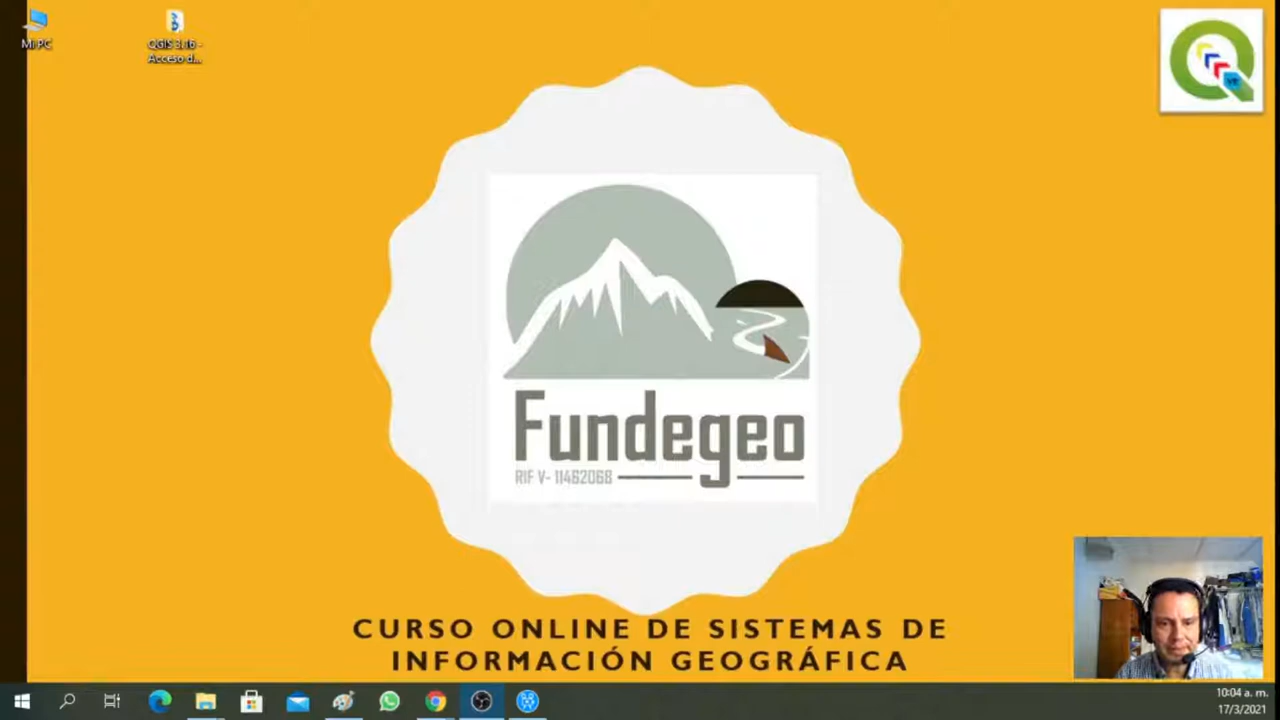 Mi PC
QGIS 3.16 -
Acceso d...
Fundegeo
RIF V- 11462068
CURSO ONLINE DE SISTEMAS DE
INFORMACIÓN GEOGRÁFICA
10:04 a. m.
17/3/2021